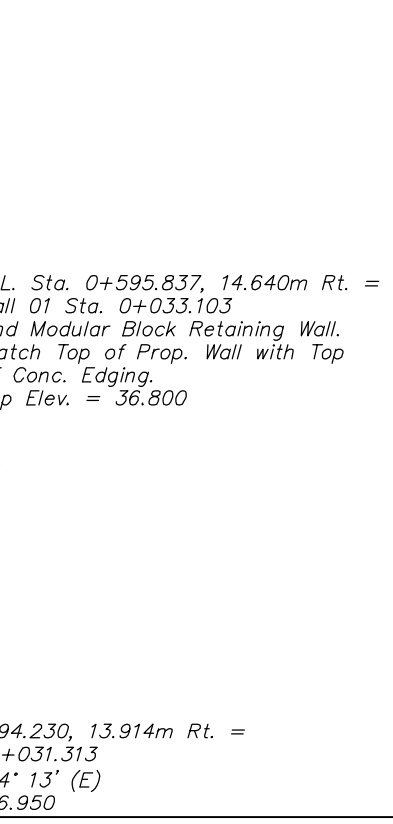 L. Sta. 0+595.837, 14.640m Rt. =
all 01 Sta. 0+033.103
nd Modular Block Retaining Wall.
atch Top of Prop. Wall with Top
Conc. Edging.
p Elev. = 36.800
94.230, 13.914m Rt. =
+031.313
4° 13' (E)
6.950